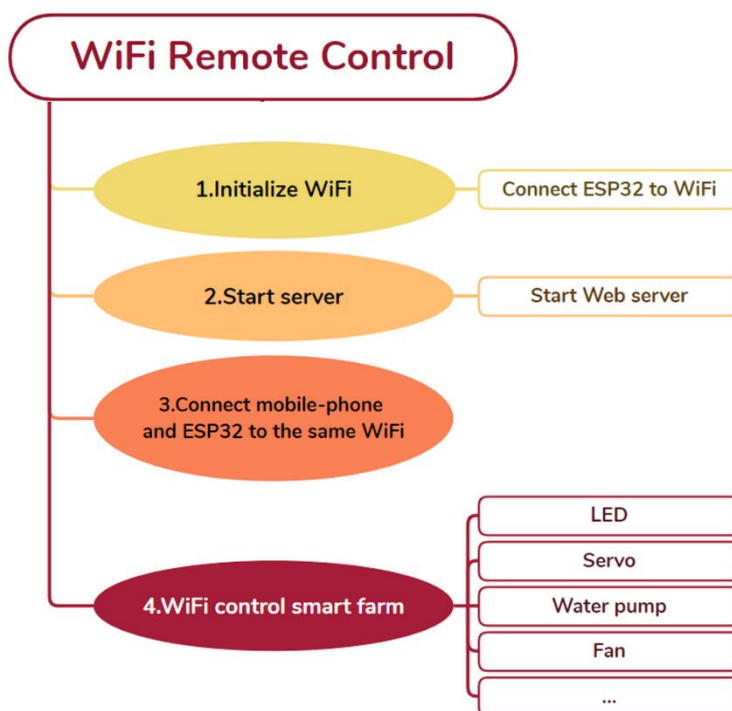 WiFi Remote Control
1.Initialize WiFi
Connect ESP32 to WiFi
2.Start server
Start Web server
3.Connect mobile-phone
and ESP32 to the same WiFi
4.WiFi control smart farm
LED
Servo
Water pump
Fan
...